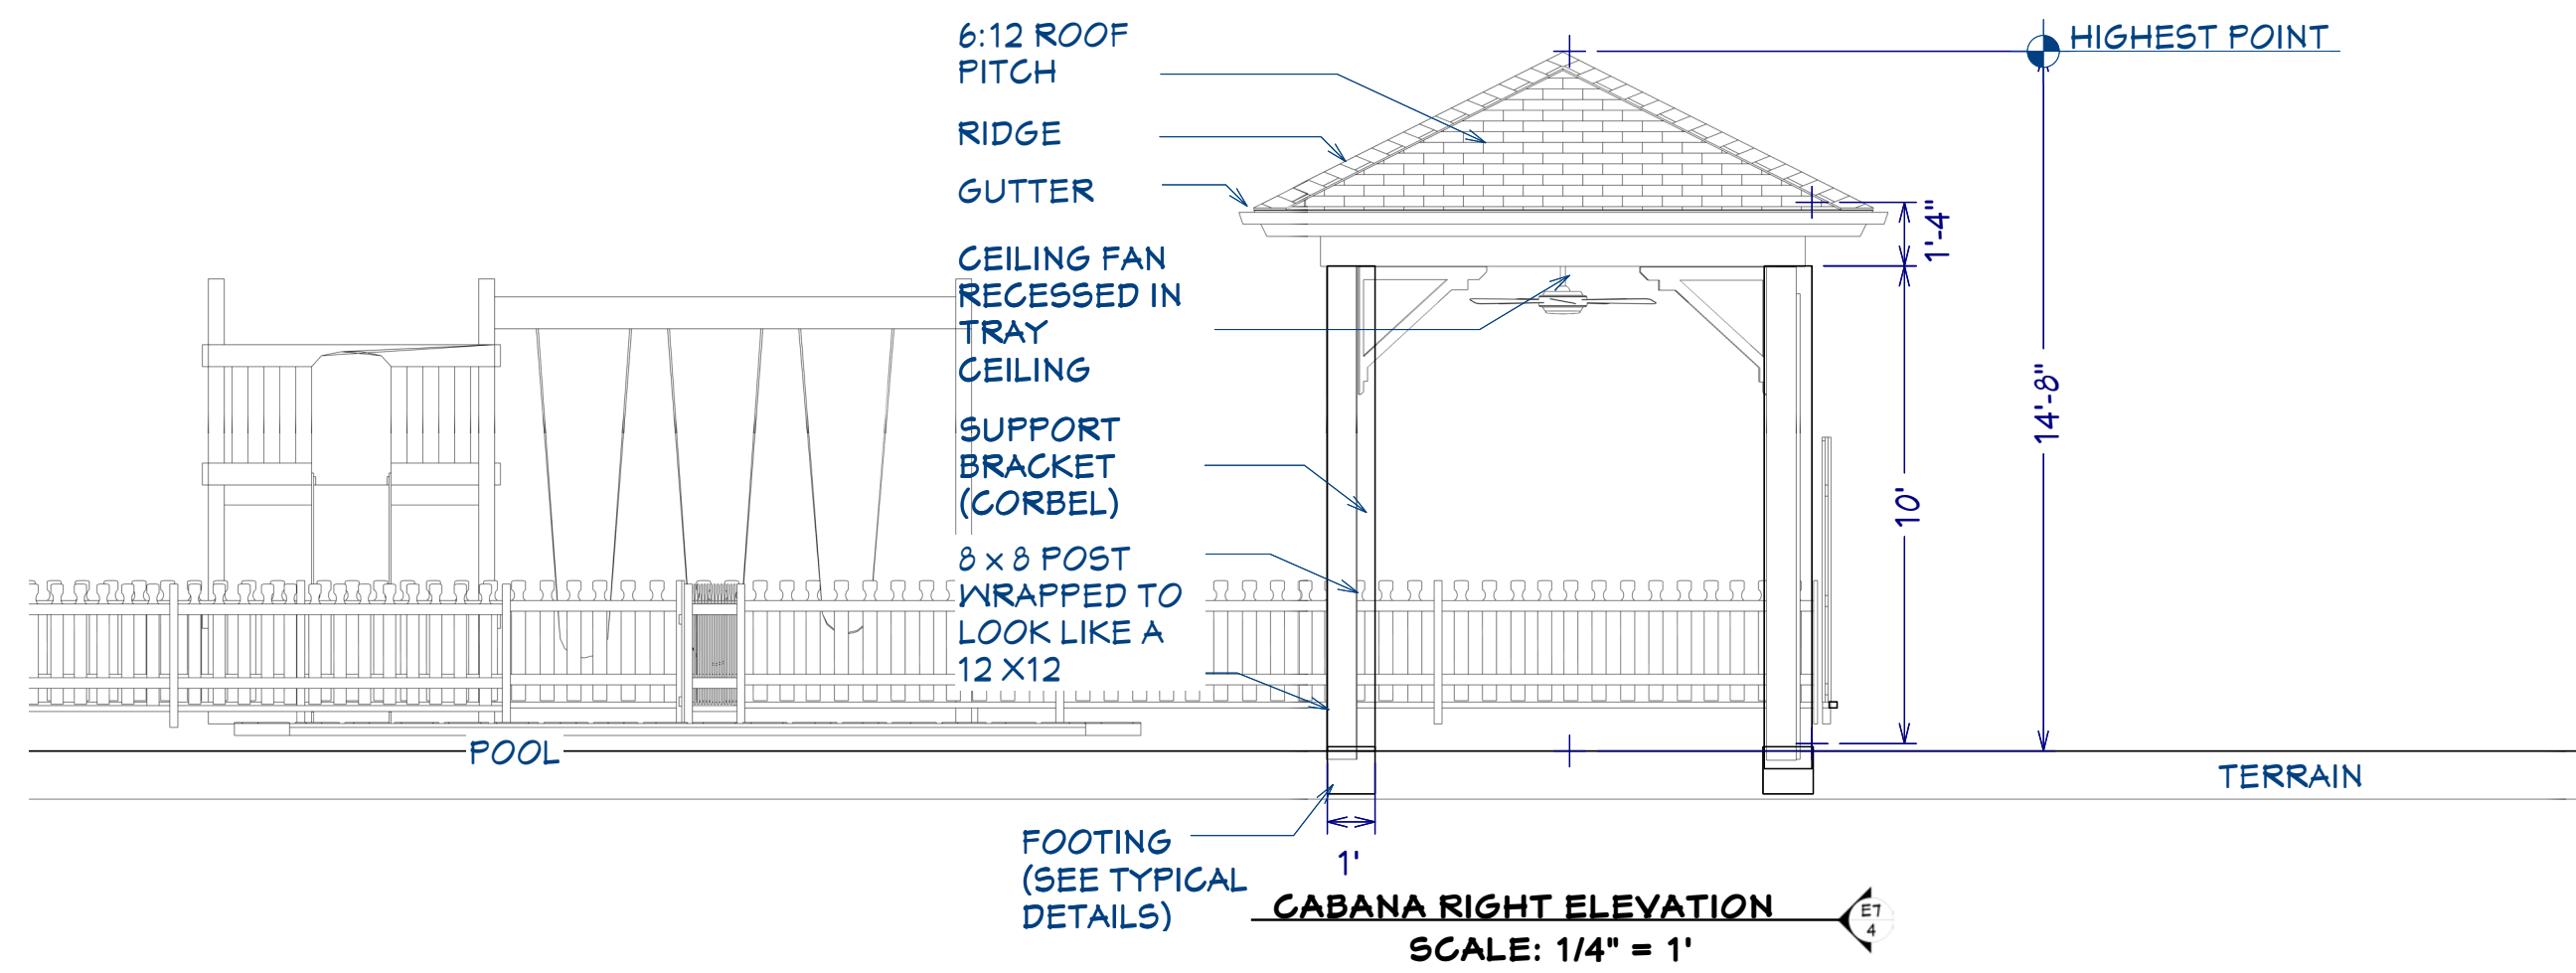 6:12 ROOF
PITCH
HIGHEST POINT
RIDGE
GUTTER
1'-4"
CEILING FAN
RECESSED IN
TRAY
CEILING
14'-8"
SUPPORT
BRACKET
(CORBEL)
10'
8 x 8 POST
WRAPPED TO
LOOK LIKE A
12 X12
POOL
TERRAIN
FOOTING
(SEE TYPICAL
DETAILS)
1'
CABANA RIGHT ELEVATION
E7
4
SCALE: 1/4" = 1'